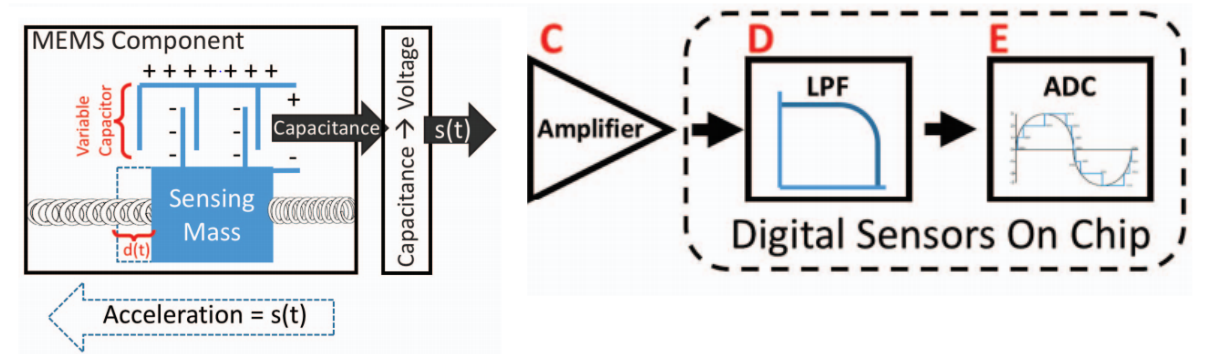 MEMS Component
+ + + + + + +
+
Variable
Capacitor
- -
- -
- - -
Capacitance
Capacitance → Voltage
s(t)
Sensing
Mass
d(t)
Acceleration = s(t)
C
Amplifier
D
LPF
E
ADC
Digital Sensors On Chip